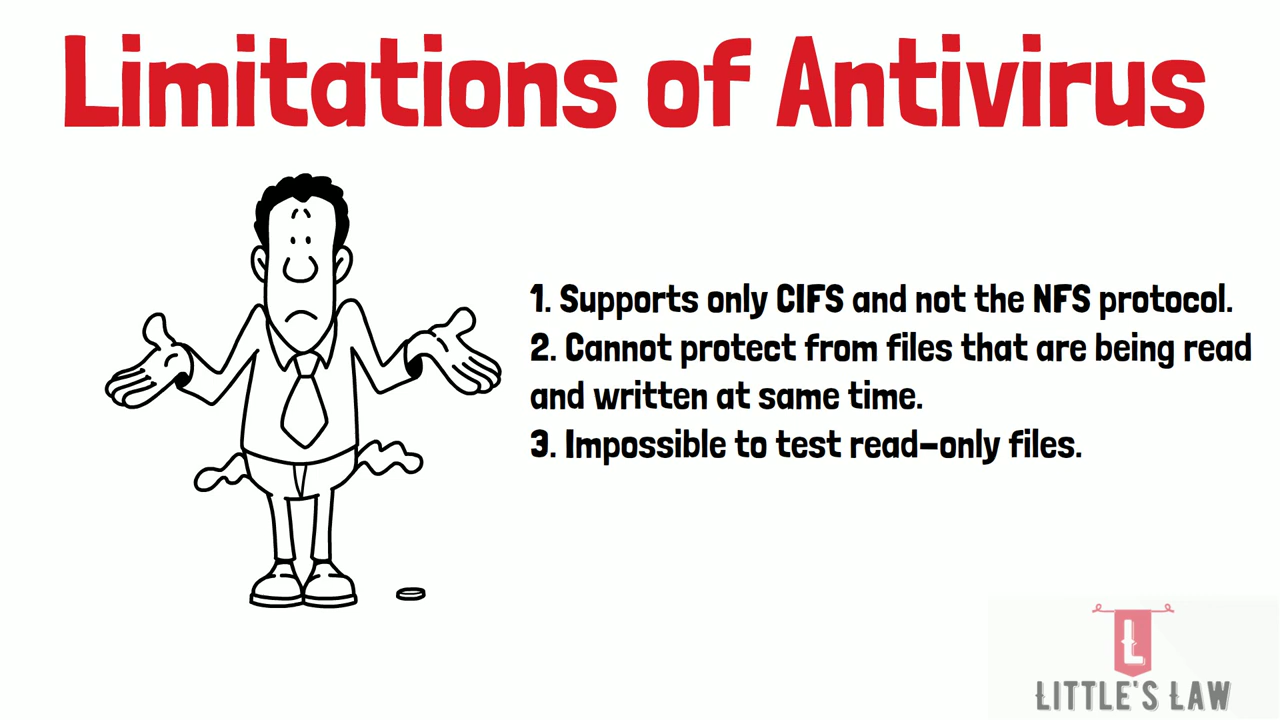 Limitations of Antivirus
1. Supports only CIFS and not the NFS protocol.
2. Cannot protect from files that are being read
and written at same time.
3. Impossible to test read-only files.
L
LITTLE'S LAW